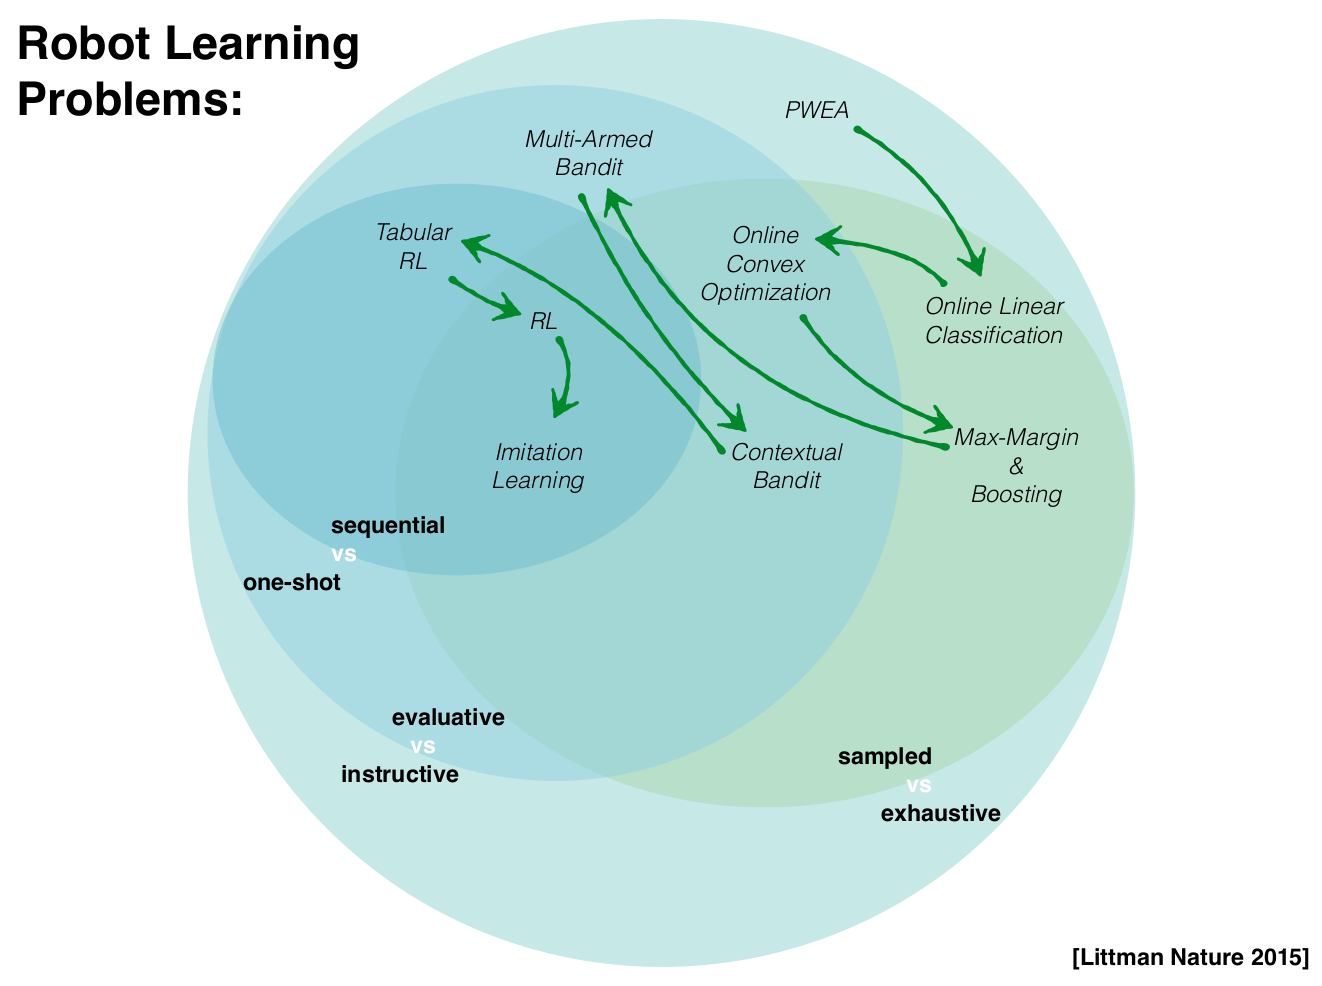 Robot Learning
Problems:
PWEA
Multi-Armed
Bandit
Tabular
RL
Online
Convex
Optimization
Online Linear
Classification
RL
Imitation
Learning
Contextual
Bandit
Max-Margin
&
Boosting
sequential
vs
one-shot
evaluative
vs
instructive
sampled
vs
exhaustive
[Littman Nature 2015]